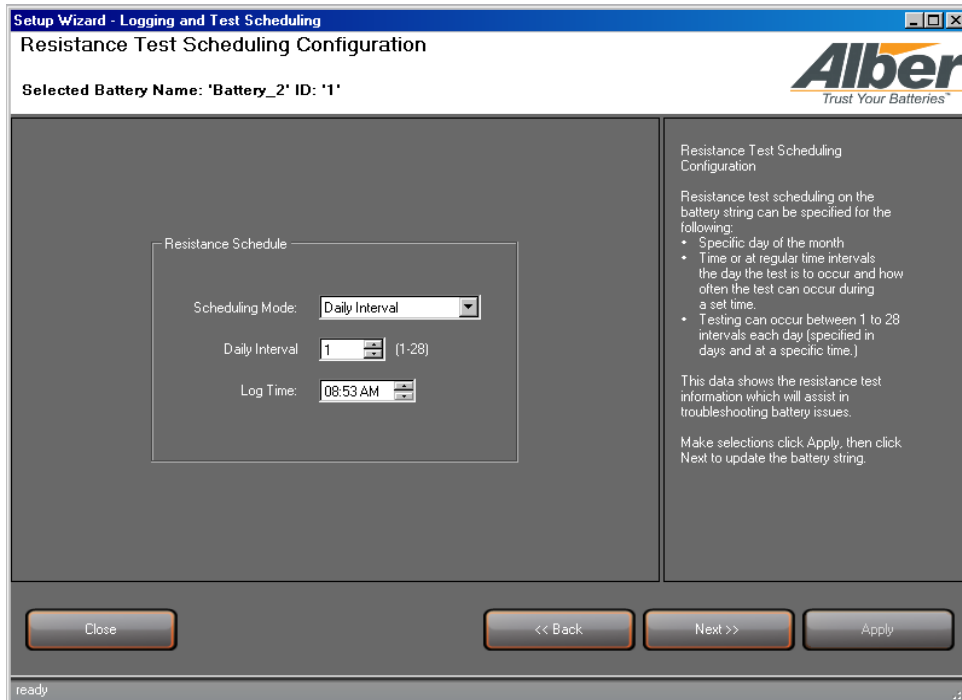 Setup Wizard - Logging and Test Scheduling
Resistance Test Scheduling Configuration
Selected Battery Name: 'Battery_2' ID: '1'
Alber
Trust Your Batteries™
Resistance Schedule
Scheduling Mode: Daily Interval
Daily Interval 1 (1-28)
Log Time: 08:53 AM
Resistance Test Scheduling
Configuration
Resistance test scheduling on the
battery string can be specified for the
following:
• Specific day of the month
• Time or at regular time intervals
the day the test is to occur and how
often the test can occur during
a set time.
• Testing can occur between 1 to 28
intervals each day (specified in
days and at a specific time.)
This data shows the resistance test
information which will assist in
troubleshooting battery issues.
Make selections click Apply, then click
Next to update the battery string.
Close << Back Next >> Apply
ready